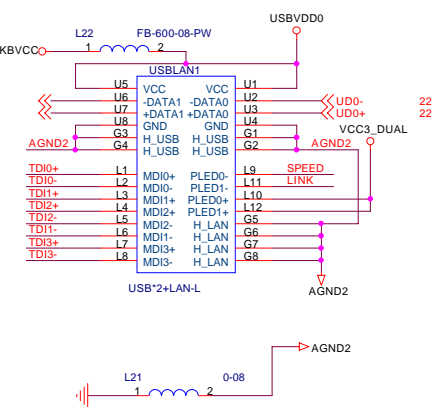 USBVDD0
L22 FB-600-08-PW
KBVCC 1 2
USBLAN1
U5 VCC VCC U1
U6 -DATA1 -DATA0 U2 UD0- 22
U7 +DATA1 +DATA0 U3 UD0+ 22
U8 GND GND U4 VCC3_DUAL
G3 H_USB H_USB G1
AGND2 G4 H_USB H_USB G2 AGND2
TDI0+ L1 MDI0+ PLED0- L9 SPEED
TDI0- L2 MDI0- PLED1- L11 LINK
TDI1+ L3 MDI1+ PLED0+ L10
TDI2+ L4 MDI2+ PLED1+ L12
TDI2- L5 MDI2- H_LAN G5
TDI1- L6 MDI1- H_LAN G6
TDI3+ L7 MDI3+ H_LAN G7
TDI3- L8 MDI3- H_LAN G8
USB*2+LAN-L AGND2
AGND2
L21 0-08
1 2